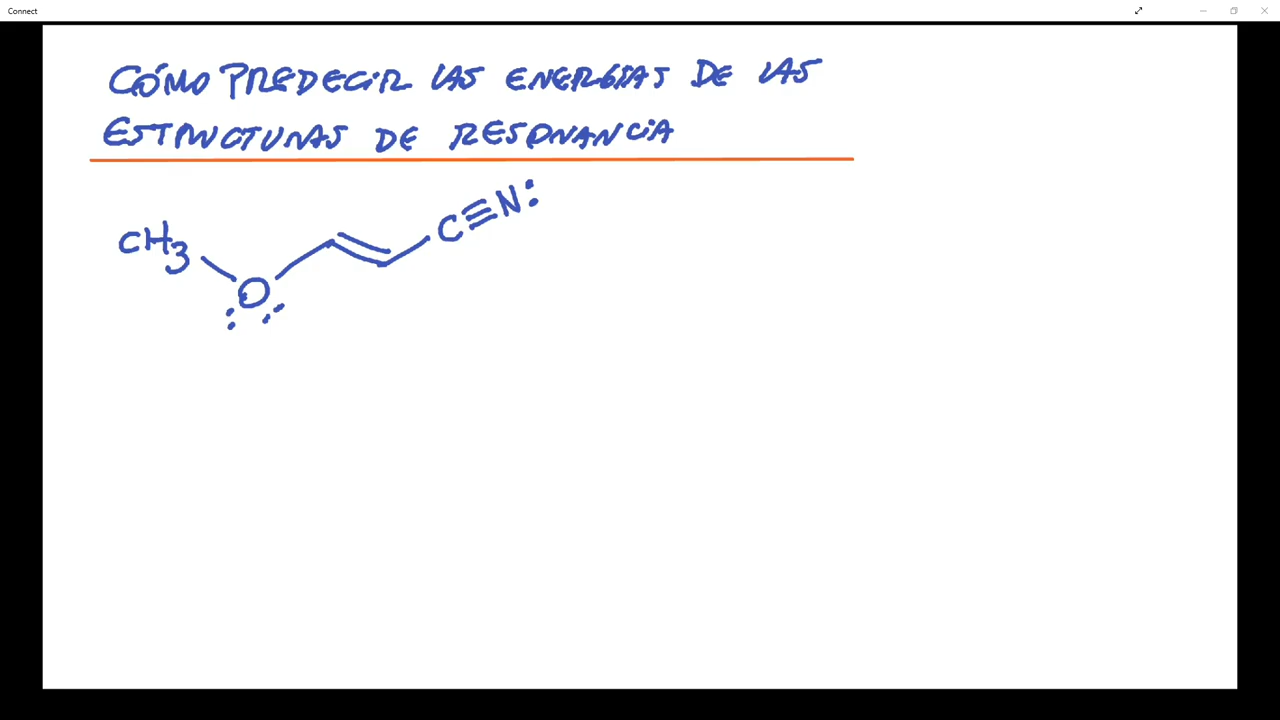 Connect
CÓMO PREDECIR LAS ENERGÍAS DE LAS
ESTRUCTURAS DE RESONANCIA
CH3
O
C≡N: